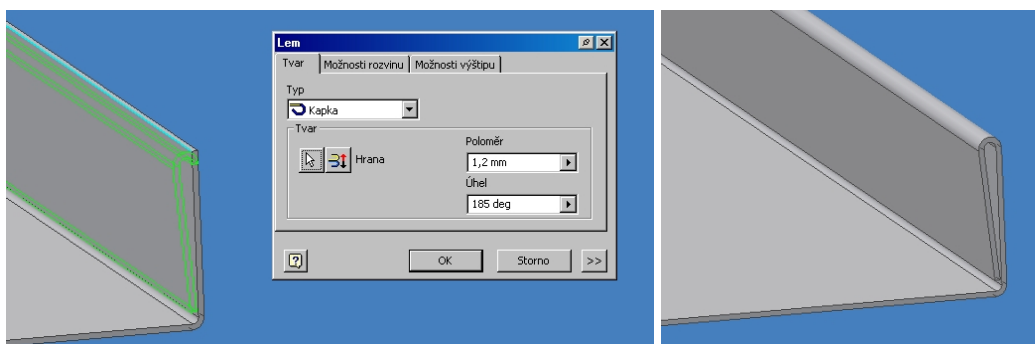 Lem
Tvar Možnosti rozvinu Možnosti výštipu
Typ
Kapka
Tvar
Hrana
Poloměr
1,2 mm
Úhel
185 deg
OK Storno >>